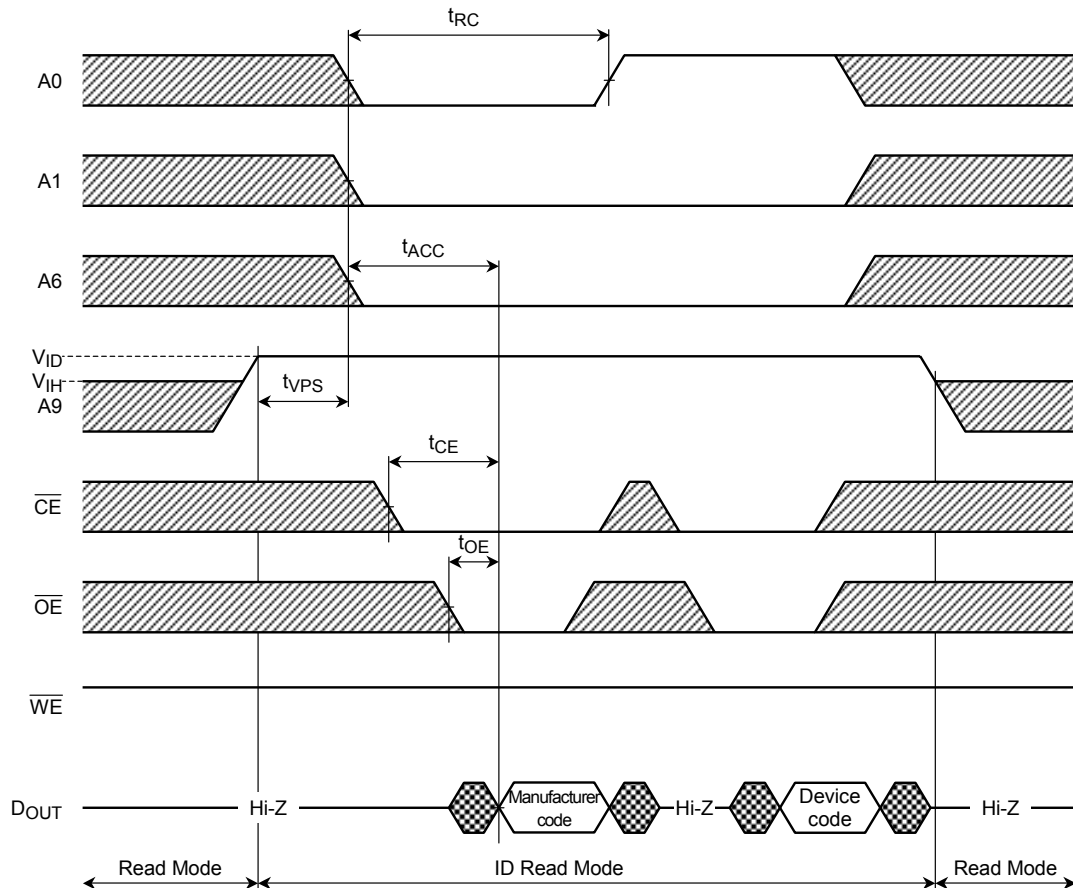 tRC
A0
A1
tACC
A6
VID
VIH
tVPS
A9
tCE
CE
tOE
OE
WE
DOUT
Hi-Z
Manufacturer
code
Hi-Z
Device
code
Hi-Z
Read Mode
ID Read Mode
Read Mode